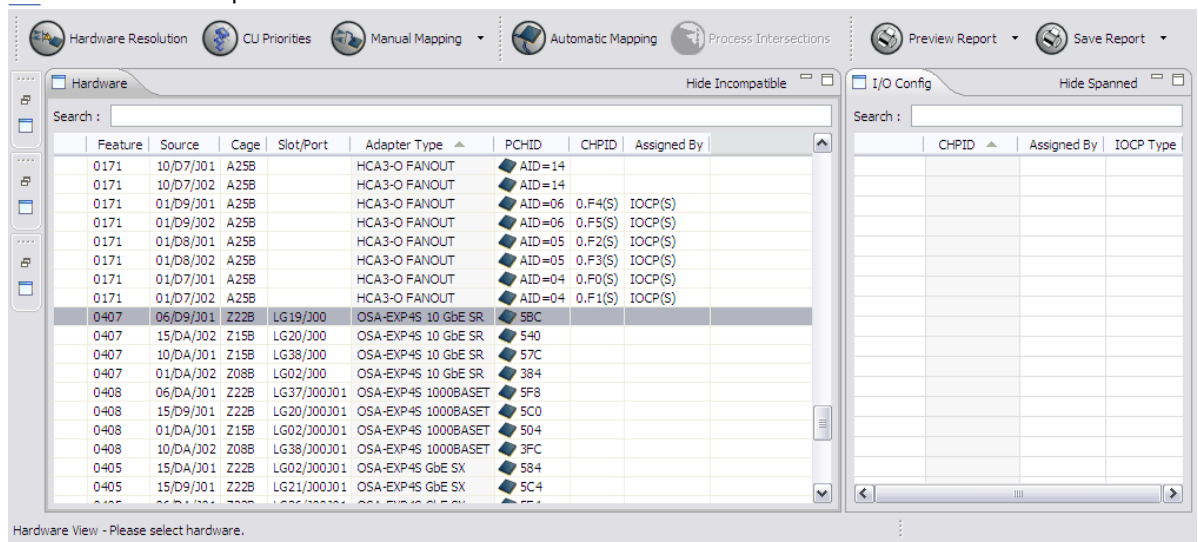 Hardware Resolution CU Priorities Manual Mapping Automatic Mapping Process Intersections Preview Report Save Report
Hardware Hide Incompatible I/O Config Hide Spanned
Search : Search :
Feature Source Cage Slot/Port Adapter Type PCHID CHPID Assigned By CHPID Assigned By IOCP Type
0171 10/D7/J01 A25B HCA3-O FANOUT AID=14
0171 10/D7/J02 A25B HCA3-O FANOUT AID=14
0171 01/D9/J01 A25B HCA3-O FANOUT AID=06 0.F4(S) IOCP(S)
0171 01/D9/J02 A25B HCA3-O FANOUT AID=06 0.F5(S) IOCP(S)
0171 01/D8/J01 A25B HCA3-O FANOUT AID=05 0.F2(S) IOCP(S)
0171 01/D8/J02 A25B HCA3-O FANOUT AID=05 0.F3(S) IOCP(S)
0171 01/D7/J01 A25B HCA3-O FANOUT AID=04 0.F0(S) IOCP(S)
0171 01/D7/J02 A25B HCA3-O FANOUT AID=04 0.F1(S) IOCP(S)
0407 06/D9/J01 Z22B LG19/J00 OSA-EXP4S 10 GbE SR 5BC
0407 15/DA/J02 Z15B LG20/J00 OSA-EXP4S 10 GbE SR 540
0407 10/DA/J01 Z15B LG38/J00 OSA-EXP4S 10 GbE SR 57C
0407 01/DA/J02 Z08B LG02/J00 OSA-EXP4S 10 GbE SR 384
0408 06/DA/J01 Z22B LG37/J00J01 OSA-EXP4S 1000BASET 5F8
0408 15/D9/J01 Z22B LG20/J00J01 OSA-EXP4S 1000BASET 5C0
0408 01/DA/J01 Z15B LG02/J00J01 OSA-EXP4S 1000BASET 504
0408 10/DA/J02 Z08B LG38/J00J01 OSA-EXP4S 1000BASET 3FC
0405 15/DA/J01 Z22B LG02/J00J01 OSA-EXP4S GbE SX 584
0405 15/D9/J01 Z22B LG21/J00J01 OSA-EXP4S GbE SX 5C4
Hardware View - Please select hardware.